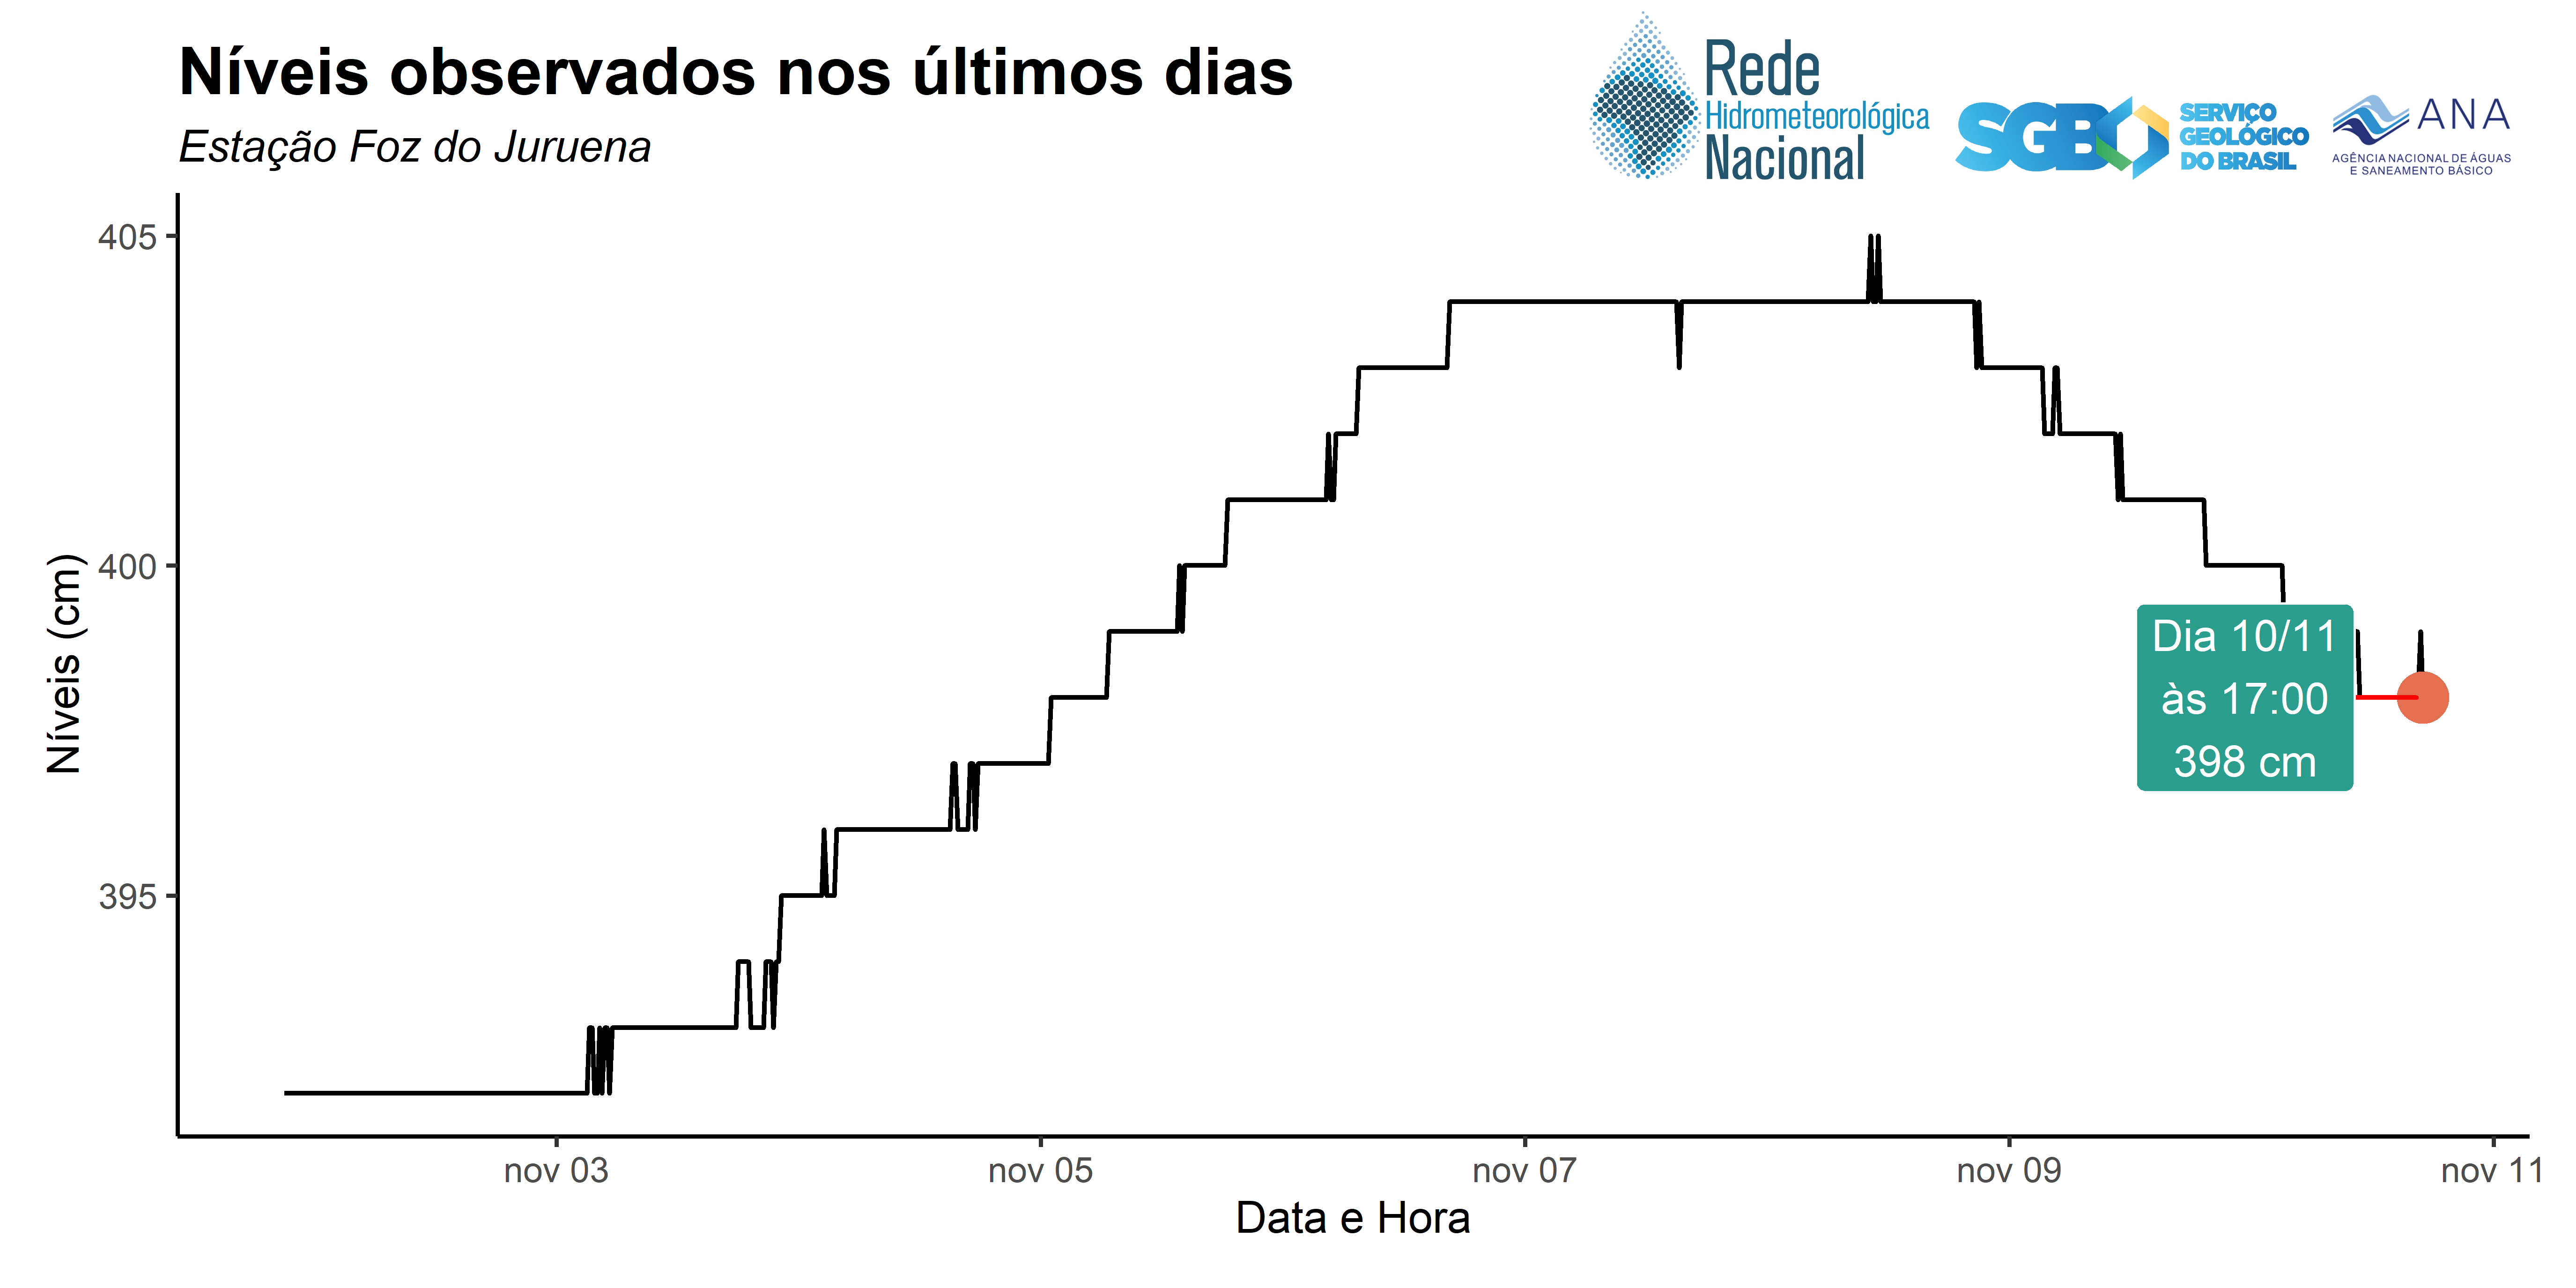 Níveis observados nos últimos dias
Estação Foz do Juruena
Rede
Hidrometeorológica
Nacional
SGB
SERVIÇO
GEOLÓGICO
DO BRASIL
ANA
AGÊNCIA NACIONAL DE ÁGUAS
E SANEAMENTO BÁSICO
Níveis (cm)
405
400
395
Dia 10/11
às 17:00
398 cm
nov 03
nov 05
nov 07
nov 09
nov 11
Data e Hora